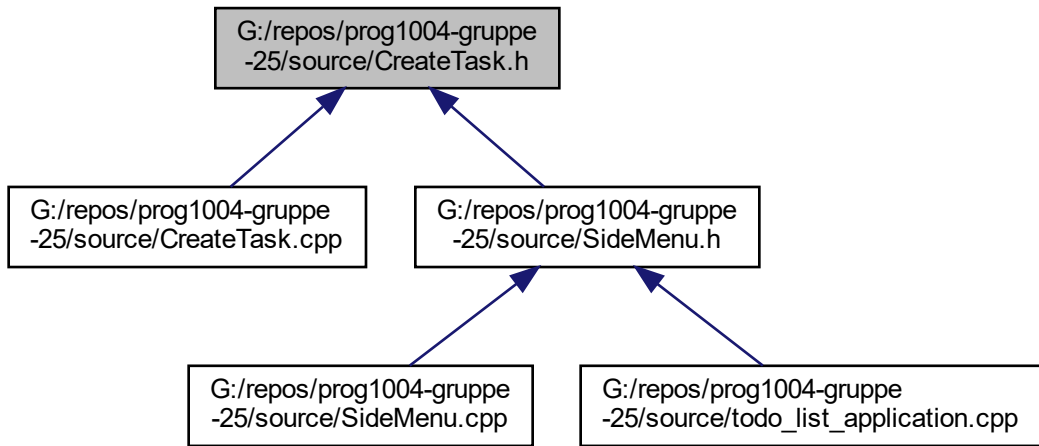 G:/repos/prog1004-gruppe
-25/source/CreateTask.h
G:/repos/prog1004-gruppe
-25/source/CreateTask.cpp
G:/repos/prog1004-gruppe
-25/source/SideMenu.h
G:/repos/prog1004-gruppe
-25/source/SideMenu.cpp
G:/repos/prog1004-gruppe
-25/source/todo_list_application.cpp